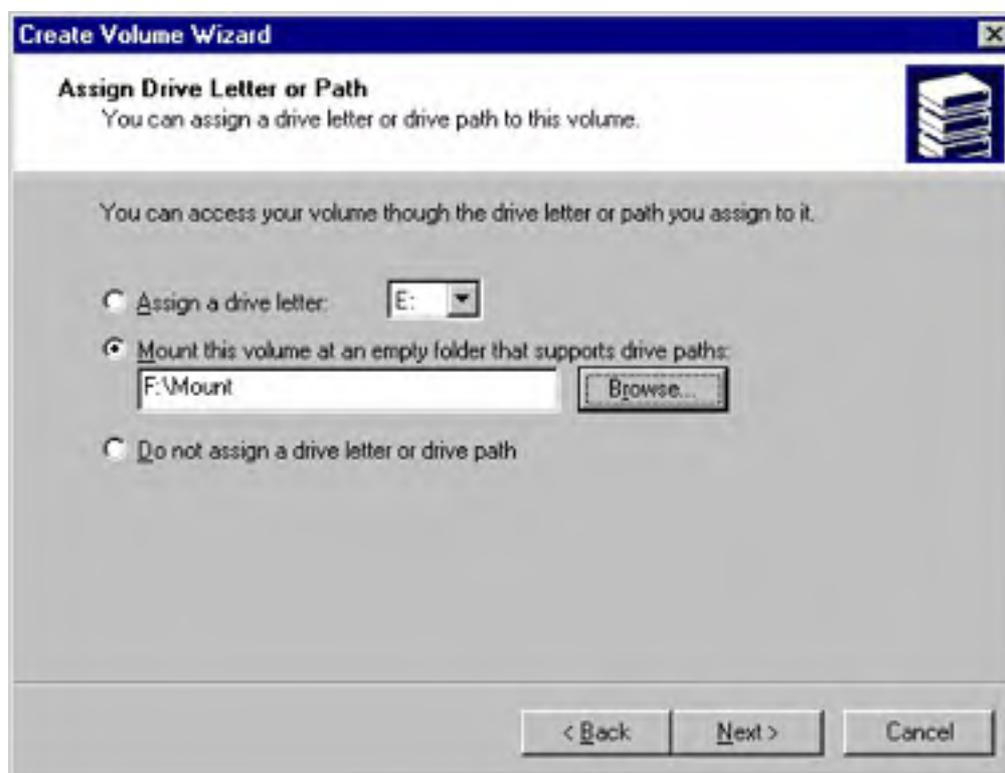 Create Volume Wizard
Assign Drive Letter or Path
You can assign a drive letter or drive path to this volume.
You can access your volume though the drive letter or path you assign to it.
Assign a drive letter: E:
Mount this volume at an empty folder that supports drive paths:
F:\Mount Browse...
Do not assign a drive letter or drive path
< Back Next > Cancel